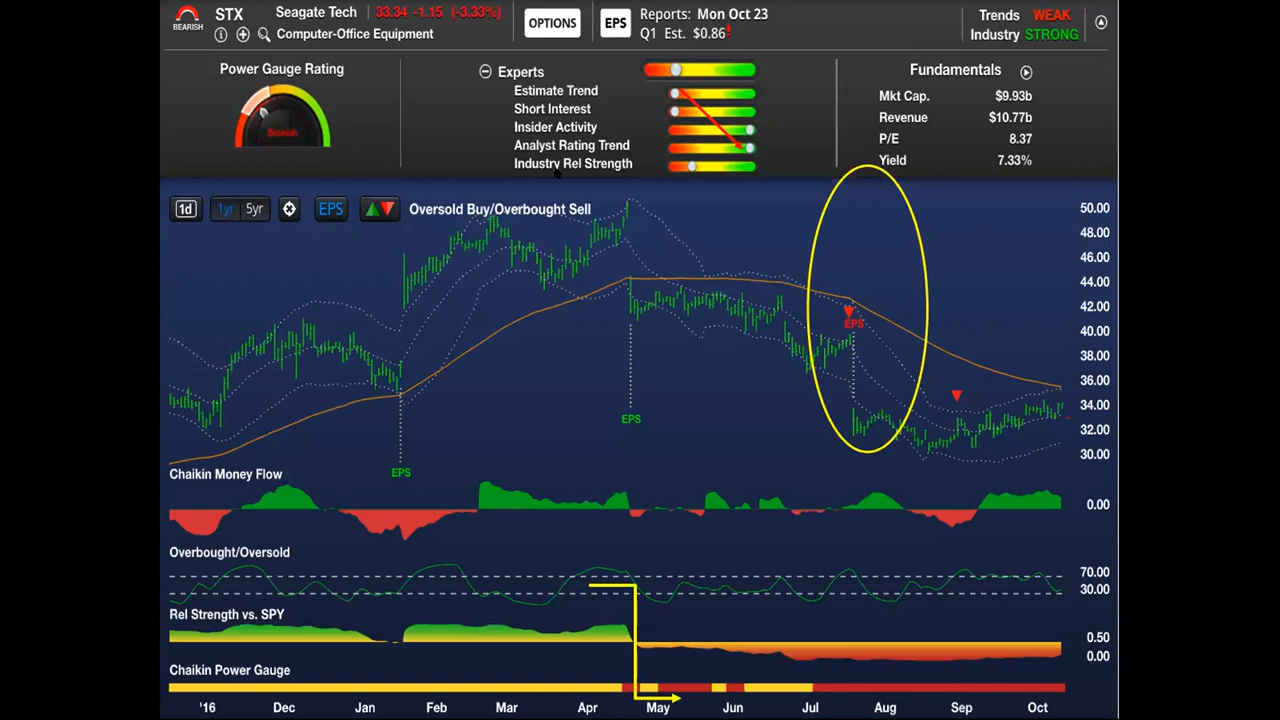 BEARISH
STX Seagate Tech 33.34 -1.15 (-3.33%)
Computer-Office Equipment
OPTIONS
EPS
Reports: Mon Oct 23
Q1 Est. $0.86!
Trends WEAK
Industry STRONG
Power Gauge Rating
Bearish
Experts
Estimate Trend
Short Interest
Insider Activity
Analyst Rating Trend
Industry Rel Strength
Fundamentals
Mkt Cap. $9.93b
Revenue $10.77b
P/E 8.37
Yield 7.33%
1d 1yr 5yr EPS Oversold Buy/Overbought Sell
50.00
48.00
46.00
44.00
42.00
40.00
38.00
36.00
34.00
32.00
30.00
EPS
EPS
EPS
Chaikin Money Flow
0.00
Overbought/Oversold
70.00
30.00
Rel Strength vs. SPY
0.50
0.00
Chaikin Power Gauge
'16 Dec Jan Feb Mar Apr May Jun Jul Aug Sep Oct